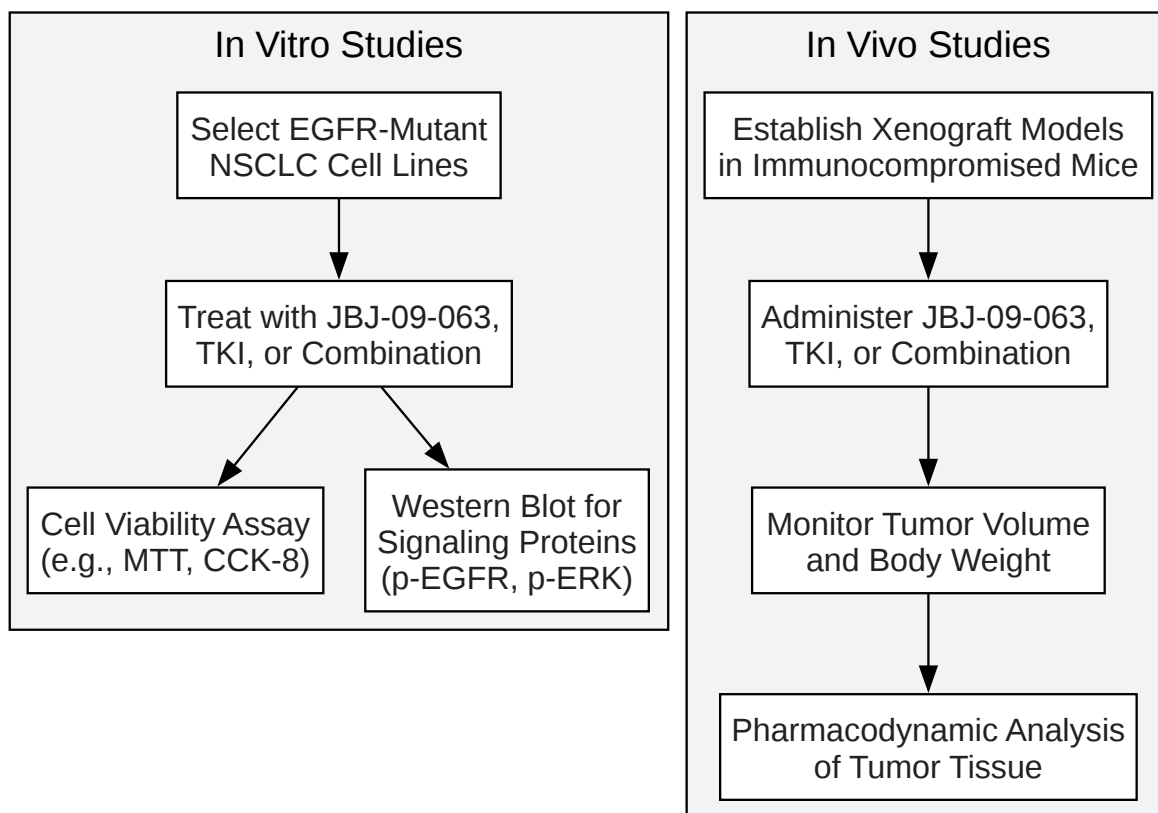 In Vitro Studies
Select EGFR-Mutant
NSCLC Cell Lines
Treat with JBJ-09-063,
TKI, or Combination
Cell Viability Assay
(e.g., MTT, CCK-8)
Western Blot for
Signaling Proteins
(p-EGFR, p-ERK)
In Vivo Studies
Establish Xenograft Models
in Immunocompromised Mice
Administer JBJ-09-063,
TKI, or Combination
Monitor Tumor Volume
and Body Weight
Pharmacodynamic Analysis
of Tumor Tissue